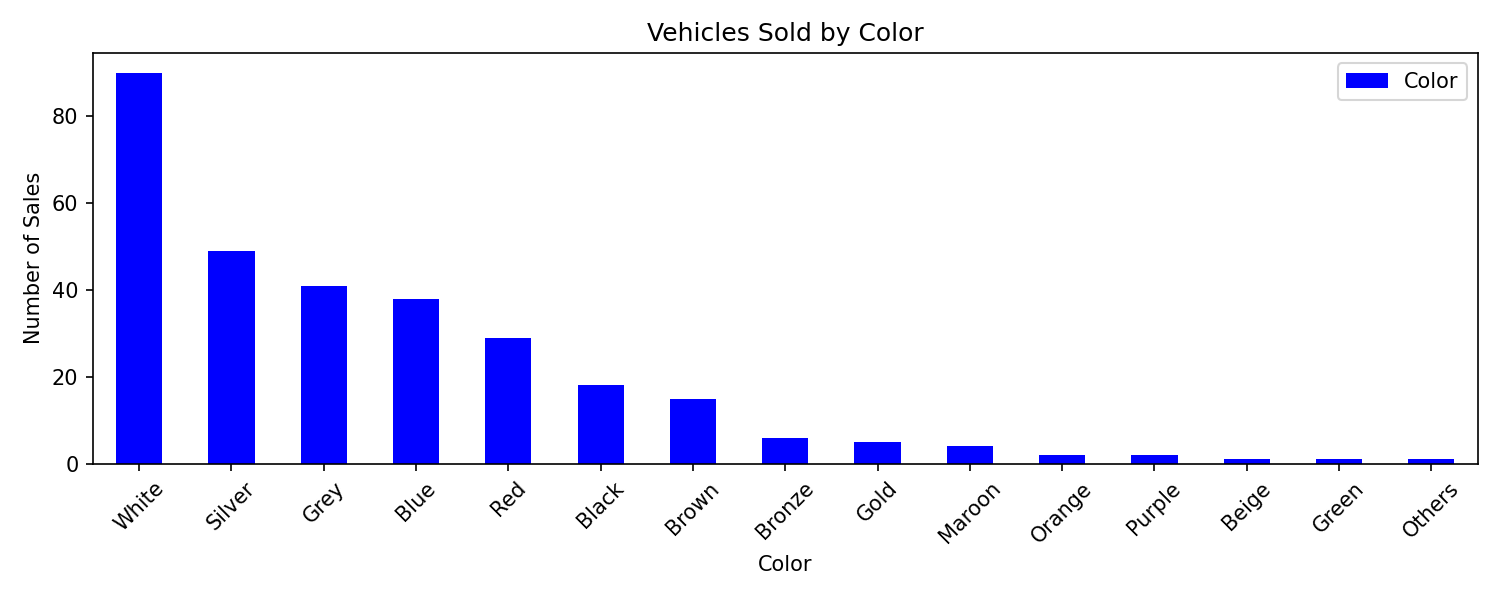 Vehicles Sold by Color
Color
Number of Sales
80
60
40
20
0
White
Silver
Grey
Blue
Red
Black
Brown
Bronze
Gold
Maroon
Orange
Purple
Beige
Green
Others
Color